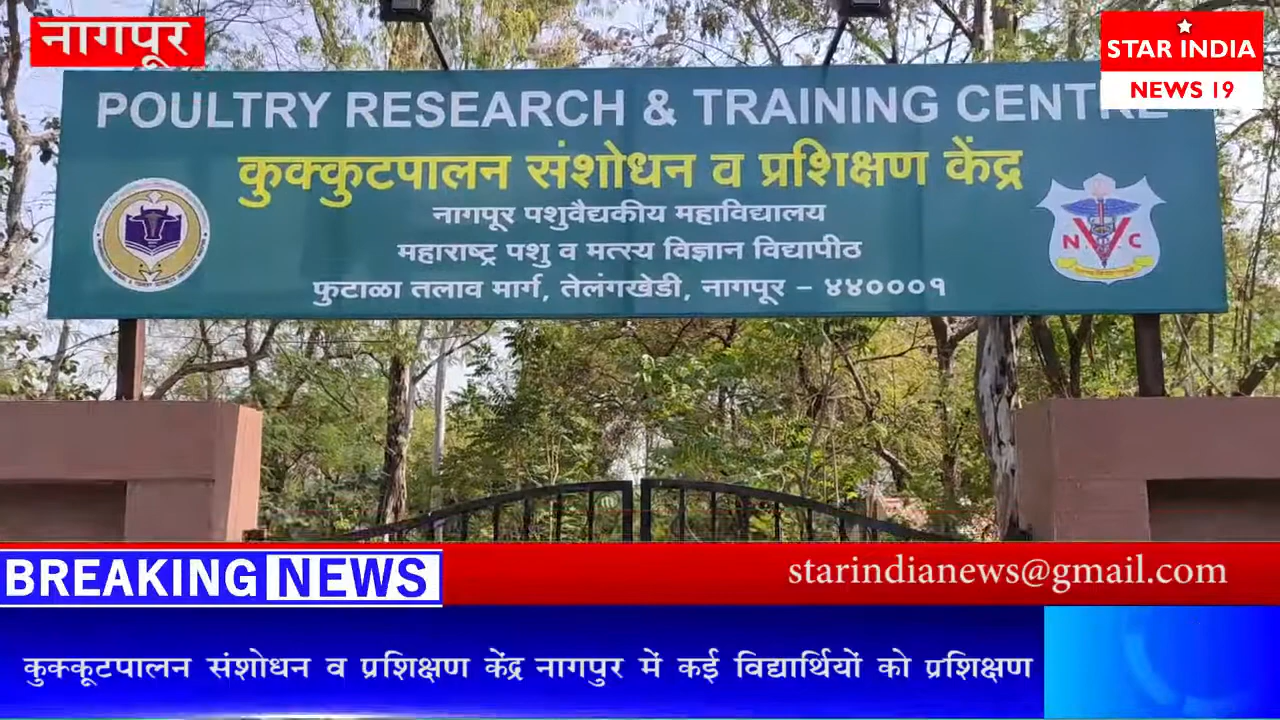 नागपूर
STAR INDIA
NEWS 19
POULTRY RESEARCH & TRAINING CENTRE
कुक्कुटपालन संशोधन व प्रशिक्षण केंद्र
नागपूर पशुवैद्यकीय महाविद्यालय
महाराष्ट्र पशु व मत्स्य विज्ञान विद्यापीठ
फुटाळा तलाव मार्ग, तेलंगखेडी, नागपूर – ४४०००१
N V C
BREAKING NEWS
starindianews@gmail.com
कुक्कूटपालन संशोधन व प्रशिक्षण केंद्र नागपुर में कई विद्यार्थियों को प्रशिक्षण